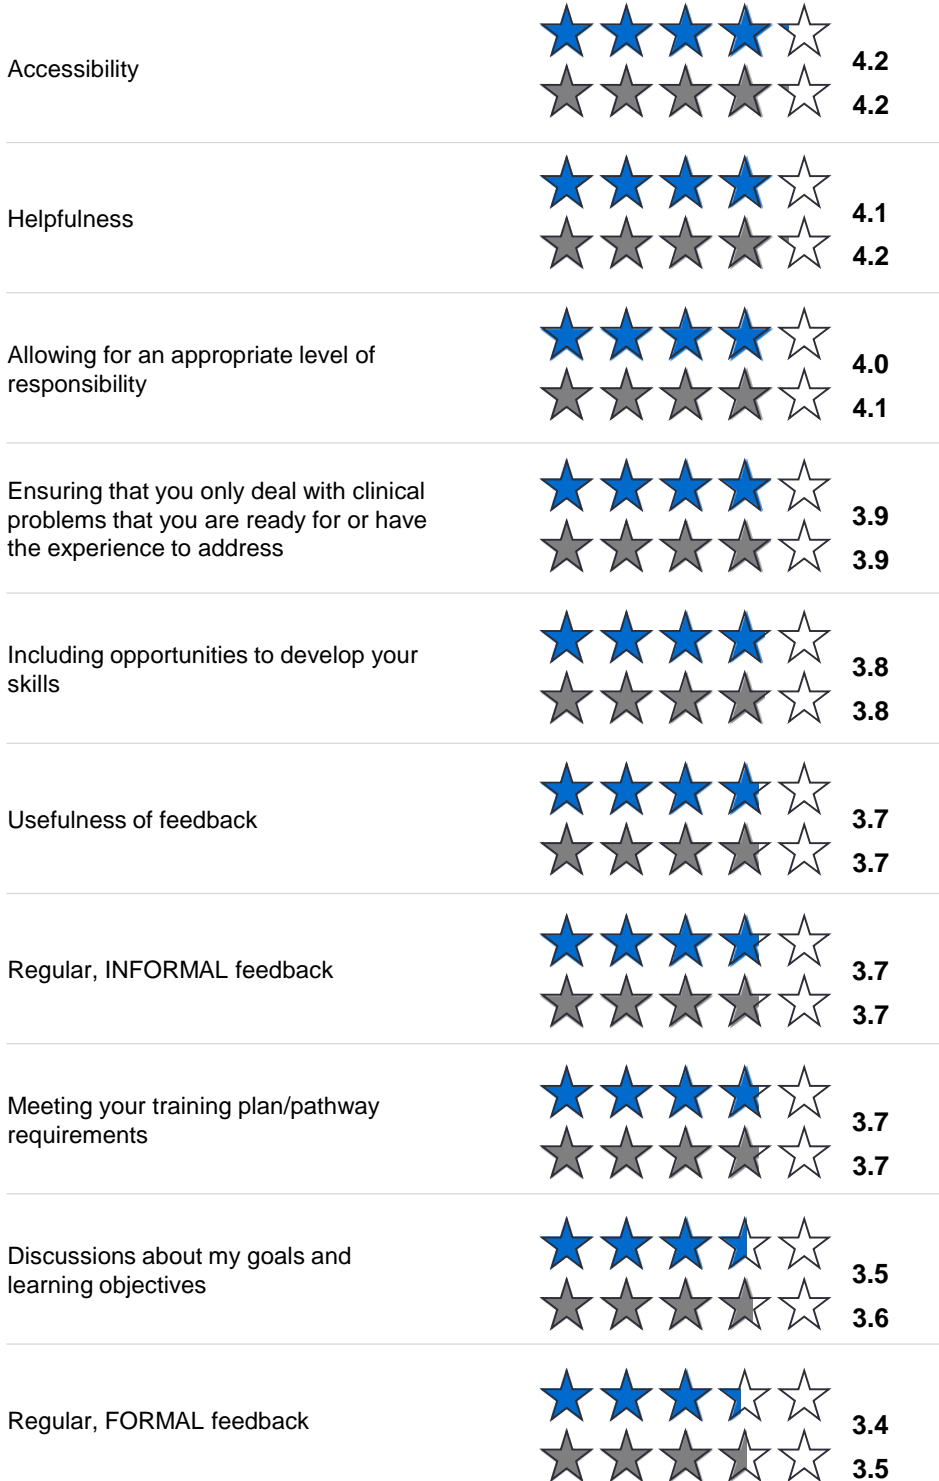 Accessibility
4.2
4.2
Helpfulness
4.1
4.2
Allowing for an appropriate level of
responsibility
4.0
4.1
Ensuring that you only deal with clinical
problems that you are ready for or have
the experience to address
3.9
3.9
Including opportunities to develop your
skills
3.8
3.8
Usefulness of feedback
3.7
3.7
Regular, INFORMAL feedback
3.7
3.7
Meeting your training plan/pathway
requirements
3.7
3.7
Discussions about my goals and
learning objectives
3.5
3.6
Regular, FORMAL feedback
3.4
3.5